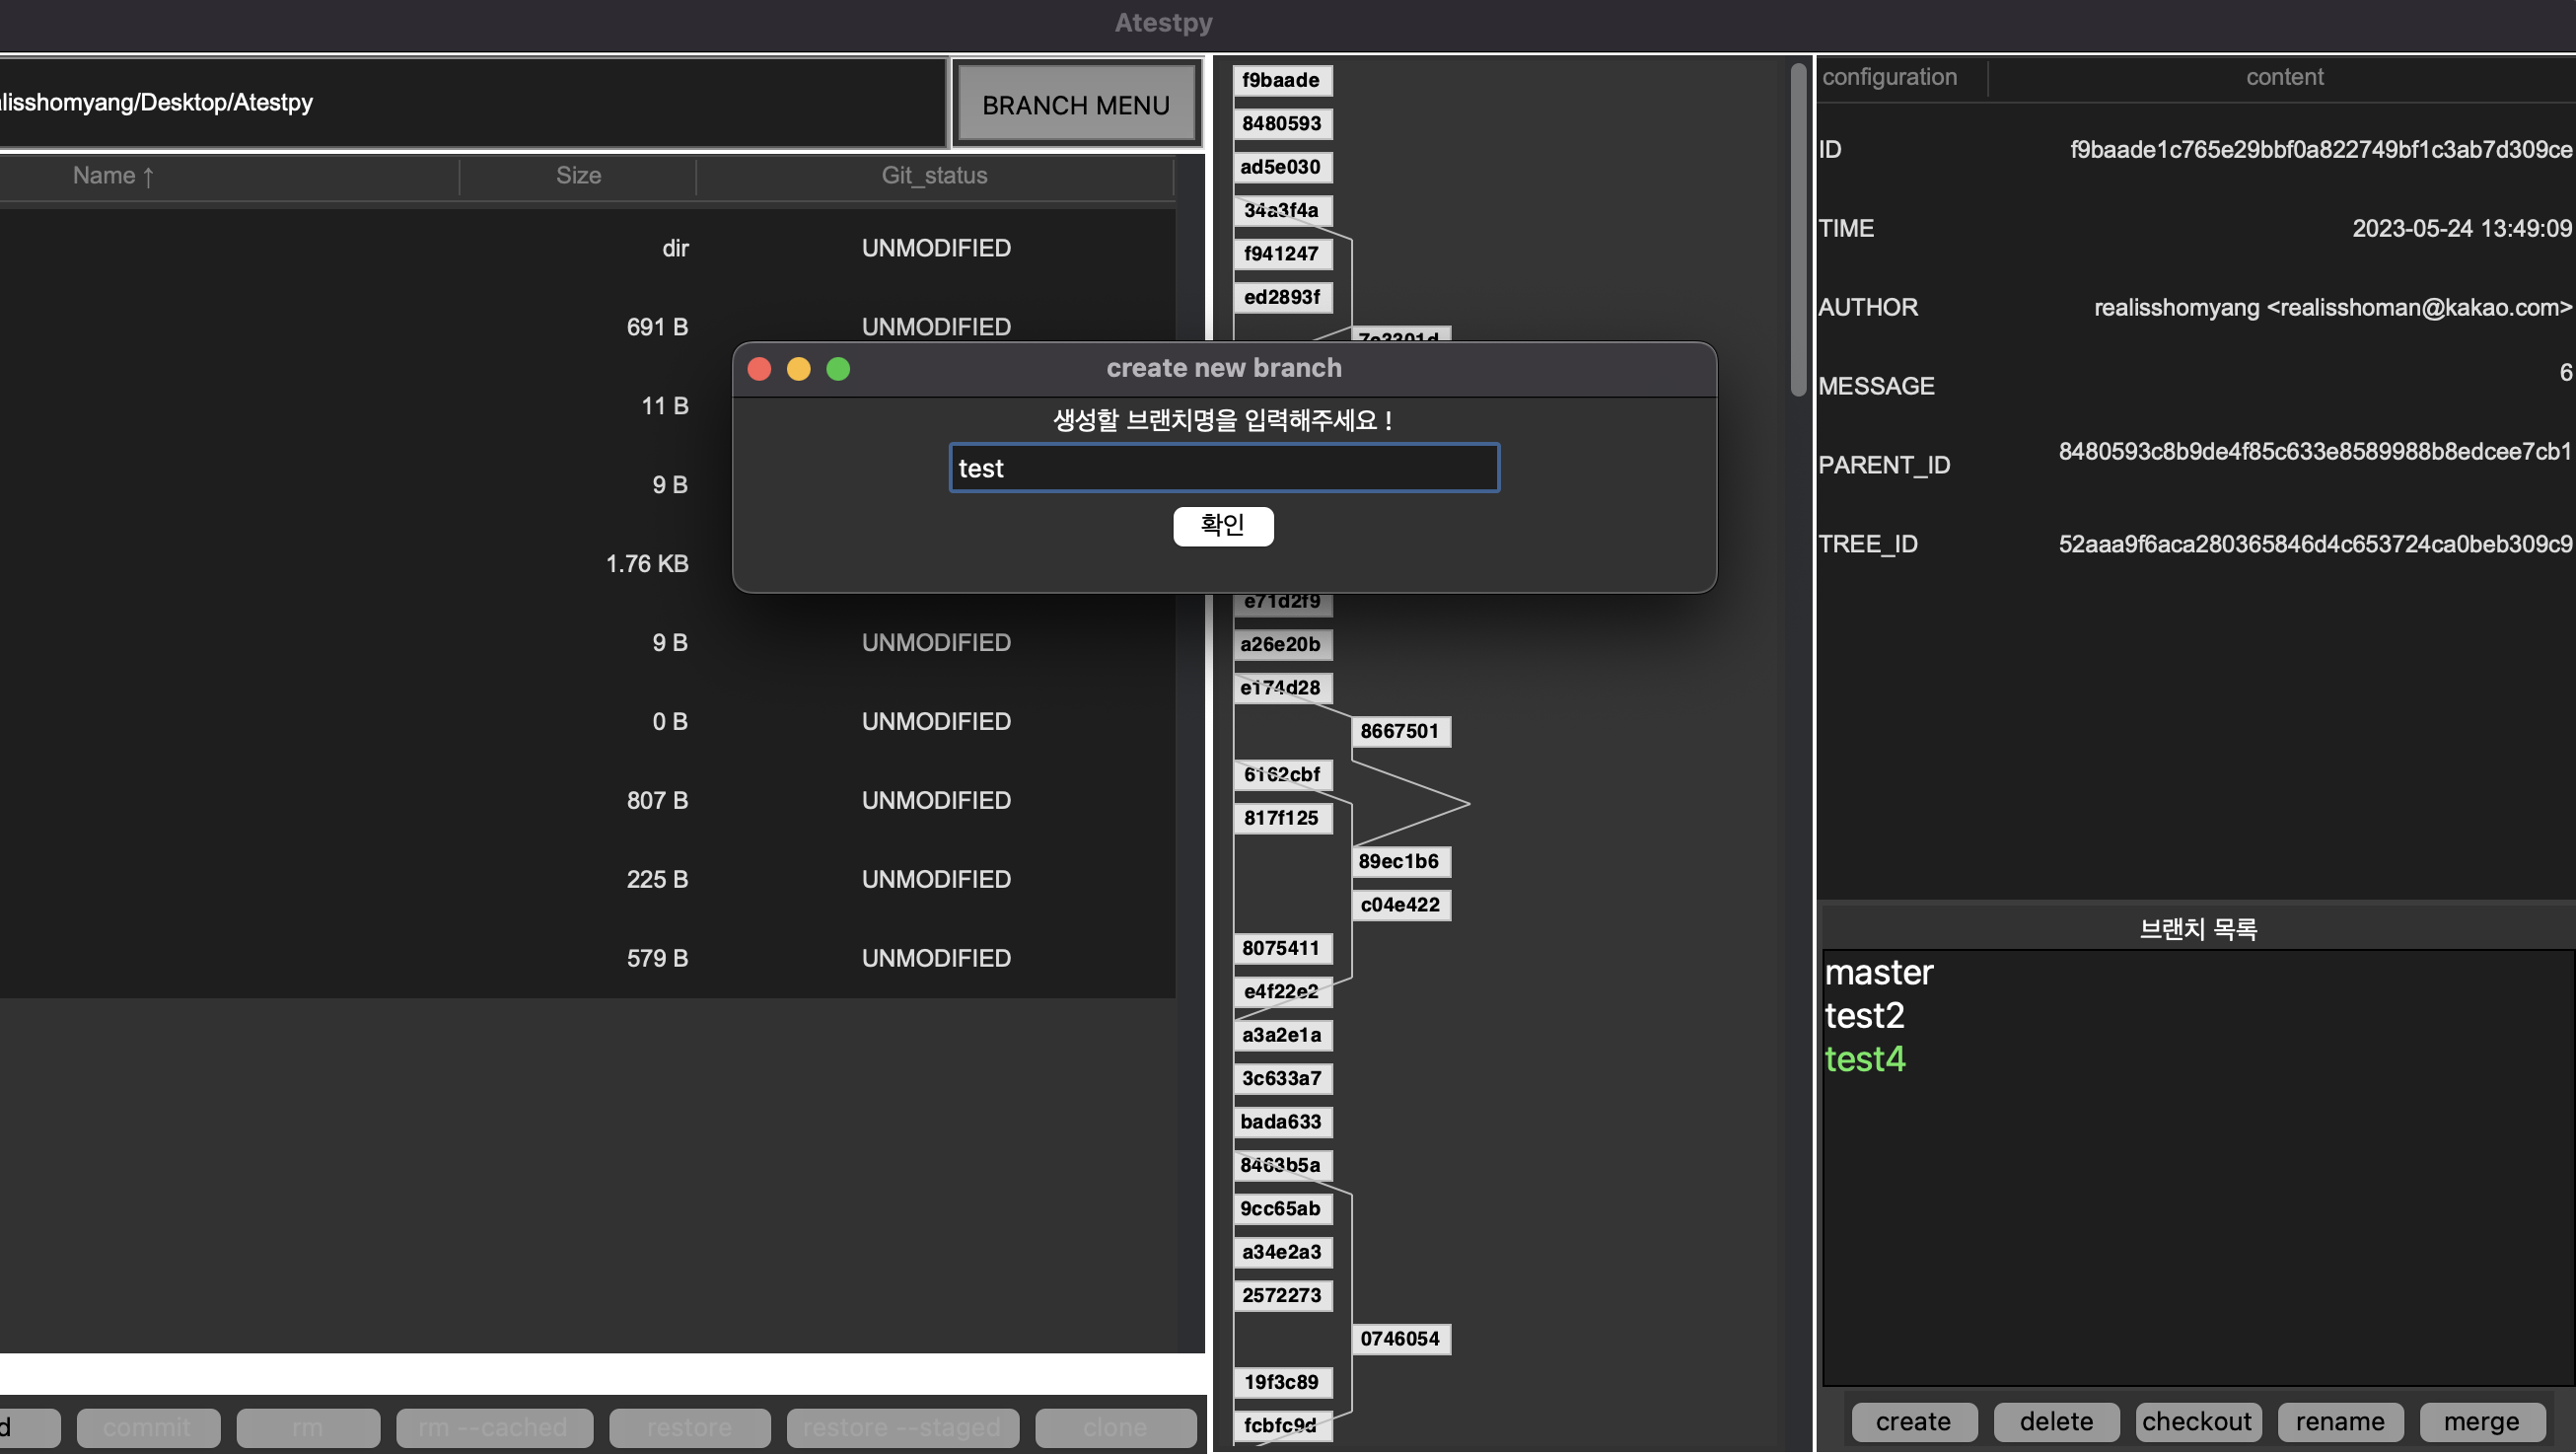 Atestpy
lisshomyang/Desktop/Atestpy
BRANCH MENU
Name ↑ Size Git_status
dir UNMODIFIED
691 B UNMODIFIED
11 B
9 B
1.76 KB
9 B UNMODIFIED
0 B UNMODIFIED
807 B UNMODIFIED
225 B UNMODIFIED
579 B UNMODIFIED
d commit rm rm --cached restore restore --staged clone
create new branch
생성할 브랜치명을 입력해주세요 !
test
확인
f9baade
8480593
ad5e030
34a3f4a
f941247
ed2893f
e71d2f9
a26e20b
e174d28
8667501
6162cbf
817f125
89ec1b6
c04e422
8075411
e4f22e2
a3a2e1a
3c633a7
bada633
8463b5a
9cc65ab
a34e2a3
2572273
0746054
19f3c89
fcbfc9d
configuration content
ID f9baade1c765e29bbf0a822749bf1c3ab7d309ce
TIME 2023-05-24 13:49:09
AUTHOR realisshomyang <realisshoman@kakao.com>
MESSAGE 6
PARENT_ID 8480593c8b9de4f85c633e8589988b8edcee7cb1
TREE_ID 52aaa9f6aca280365846d4c653724ca0beb309c9
브랜치 목록
master
test2
test4
create delete checkout rename merge